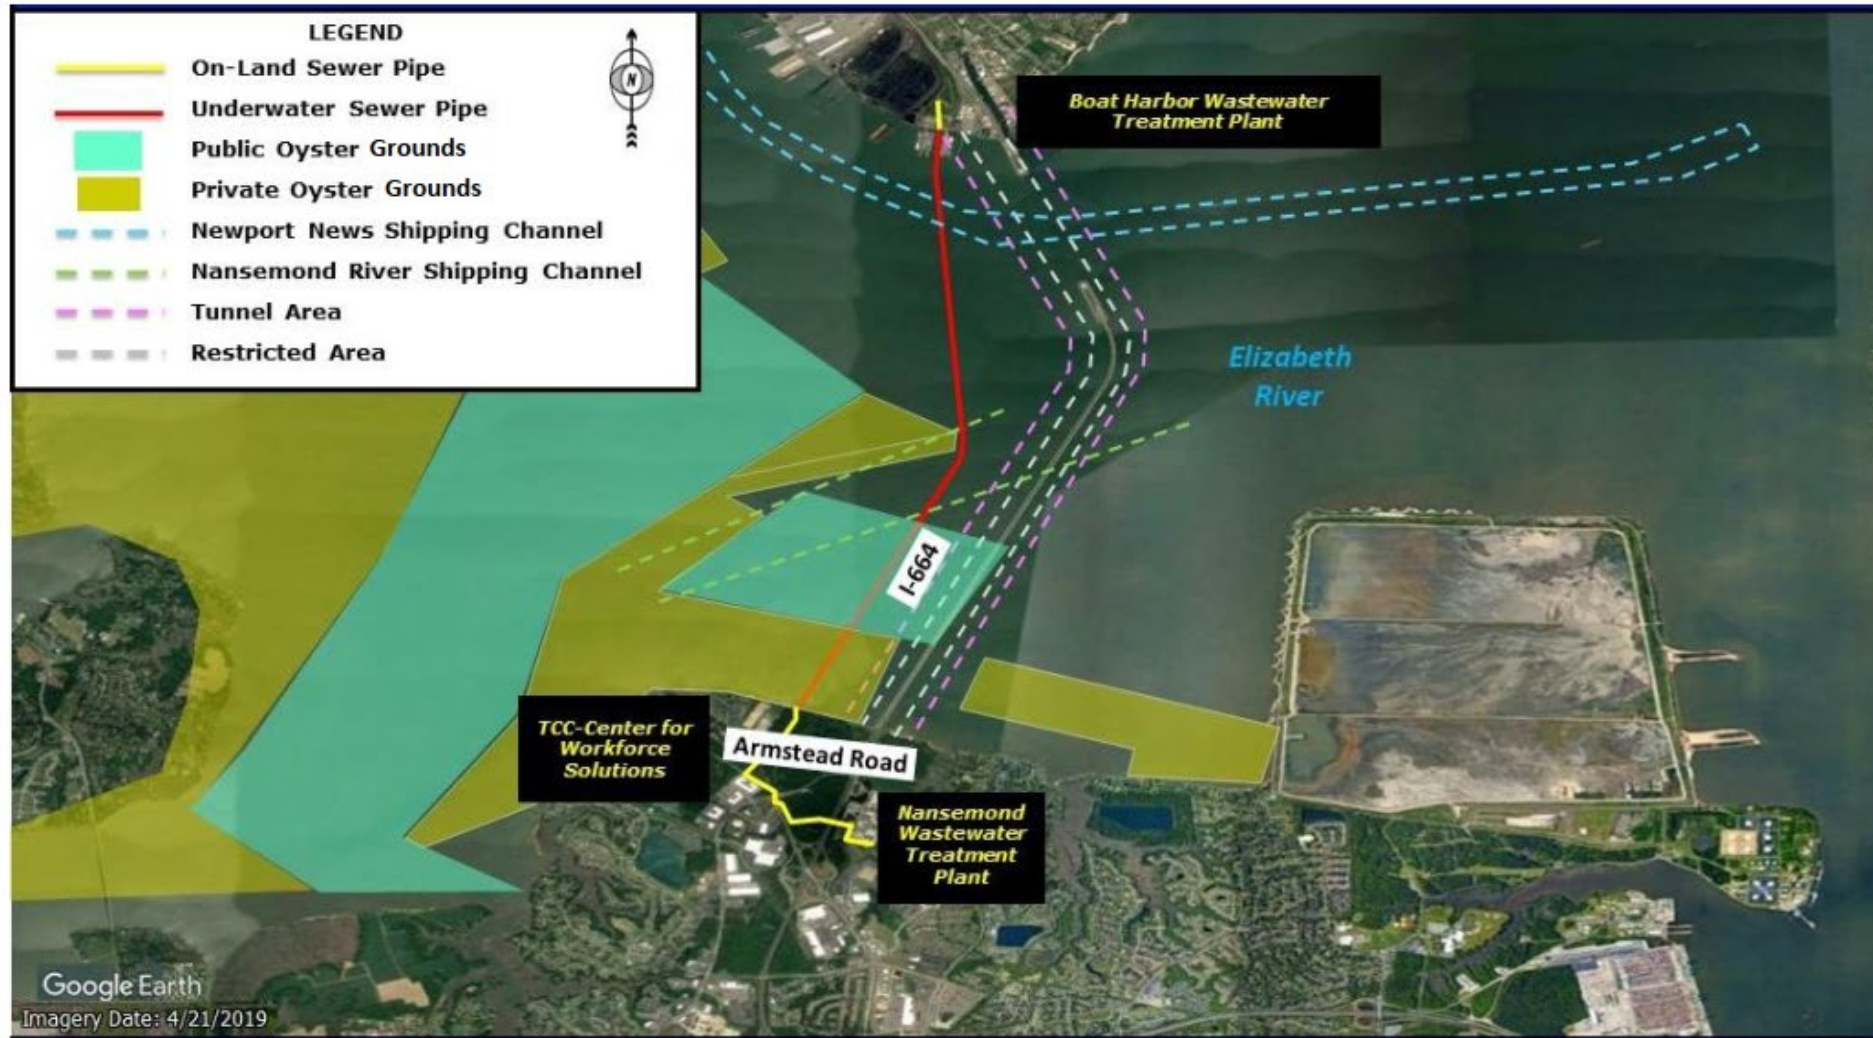 LEGEND
N
On-Land Sewer Pipe
Underwater Sewer Pipe
Public Oyster Grounds
Private Oyster Grounds
Newport News Shipping Channel
Nansemond River Shipping Channel
Tunnel Area
Restricted Area
Boat Harbor Wastewater
Treatment Plant
Elizabeth
River
I-664
TCC-Center for
Workforce
Solutions
Armstead Road
Nansemond
Wastewater
Treatment
Plant
Google Earth
Imagery Date: 4/21/2019